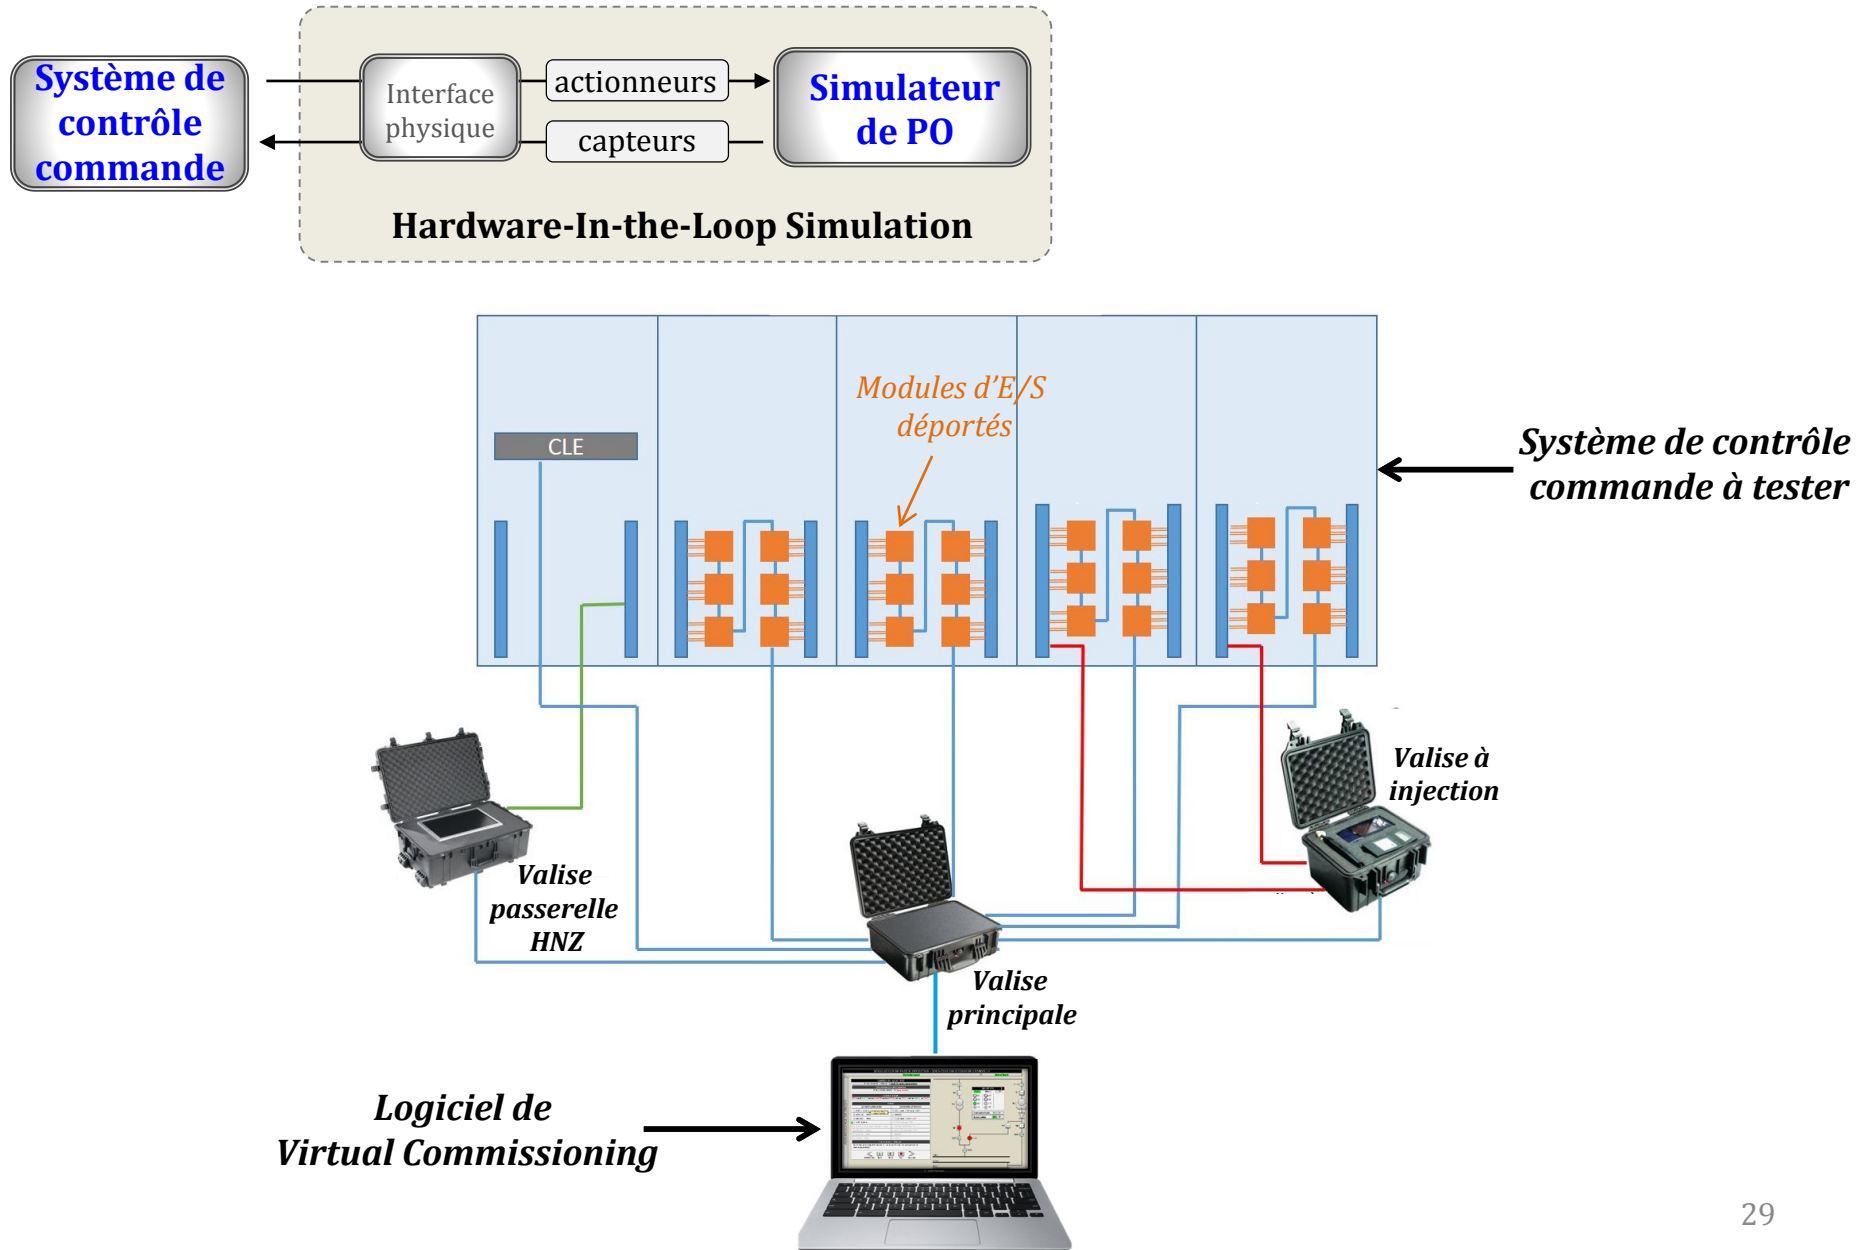 Système de
contrôle
commande
Interface
physique
actionneurs
capteurs
Simulateur
de PO
Hardware-In-the-Loop Simulation
Modules d'E/S
déportés
CLE
Système de contrôle
commande à tester
Valise à
injection
Valise
passerelle
HNZ
Valise
principale
Logiciel de
Virtual Commissioning
29